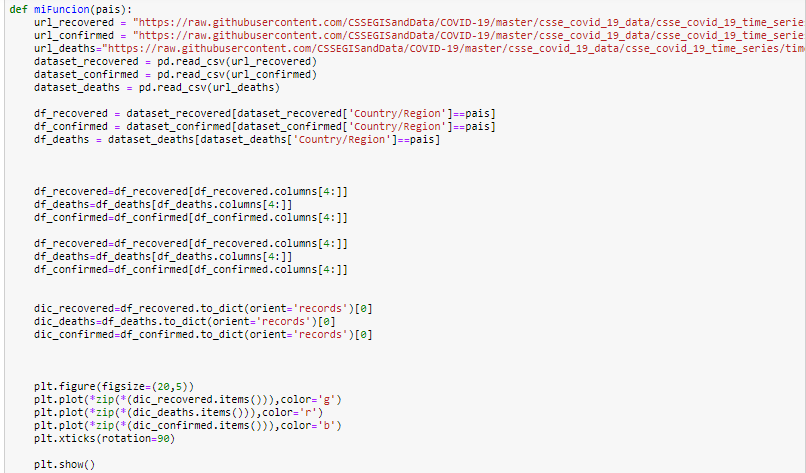 def miFuncion(pais):
url_recovered = "https://raw.githubusercontent.com/CSSEGISandData/COVID-19/master/csse_covid_19_data/csse_covid_19_time_serie
url_confirmed = "https://raw.githubusercontent.com/CSSEGISandData/COVID-19/master/csse_covid_19_data/csse_covid_19_time_serie
url_deaths="https://raw.githubusercontent.com/CSSEGISandData/COVID-19/master/csse_covid_19_data/csse_covid_19_time_series/tim
dataset_recovered = pd.read_csv(url_recovered)
dataset_confirmed = pd.read_csv(url_confirmed)
dataset_deaths = pd.read_csv(url_deaths)
df_recovered = dataset_recovered[dataset_recovered['Country/Region']==pais]
df_confirmed = dataset_confirmed[dataset_confirmed['Country/Region']==pais]
df_deaths = dataset_deaths[dataset_deaths['Country/Region']==pais]
df_recovered=df_recovered[df_recovered.columns[4:]]
df_deaths=df_deaths[df_deaths.columns[4:]]
df_confirmed=df_confirmed[df_confirmed.columns[4:]]
df_recovered=df_recovered[df_recovered.columns[4:]]
df_deaths=df_deaths[df_deaths.columns[4:]]
df_confirmed=df_confirmed[df_confirmed.columns[4:]]
dic_recovered=df_recovered.to_dict(orient='records')[0]
dic_deaths=df_deaths.to_dict(orient='records')[0]
dic_confirmed=df_confirmed.to_dict(orient='records')[0]
plt.figure(figsize=(20,5))
plt.plot(*zip(*(dic_recovered.items())),color='g')
plt.plot(*zip(*(dic_deaths.items())),color='r')
plt.plot(*zip(*(dic_confirmed.items())),color='b')
plt.xticks(rotation=90)
plt.show()